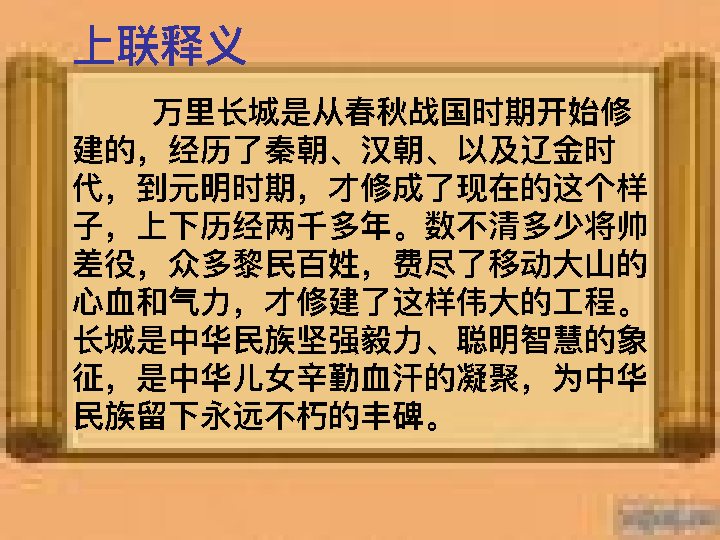 上联释义
万里长城是从春秋战国时期开始修
建的，经历了秦朝、汉朝、以及辽金时
代，到元明时期，才修成了现在的这个样
子，上下历经两千多年。数不清多少将帅
差役，众多黎民百姓，费尽了移动大山的
心血和气力，才修建了这样伟大的工程。
长城是中华民族坚强毅力、聪明智慧的象
征，是中华儿女辛勤血汗的凝聚，为中华
民族留下永远不朽的丰碑。